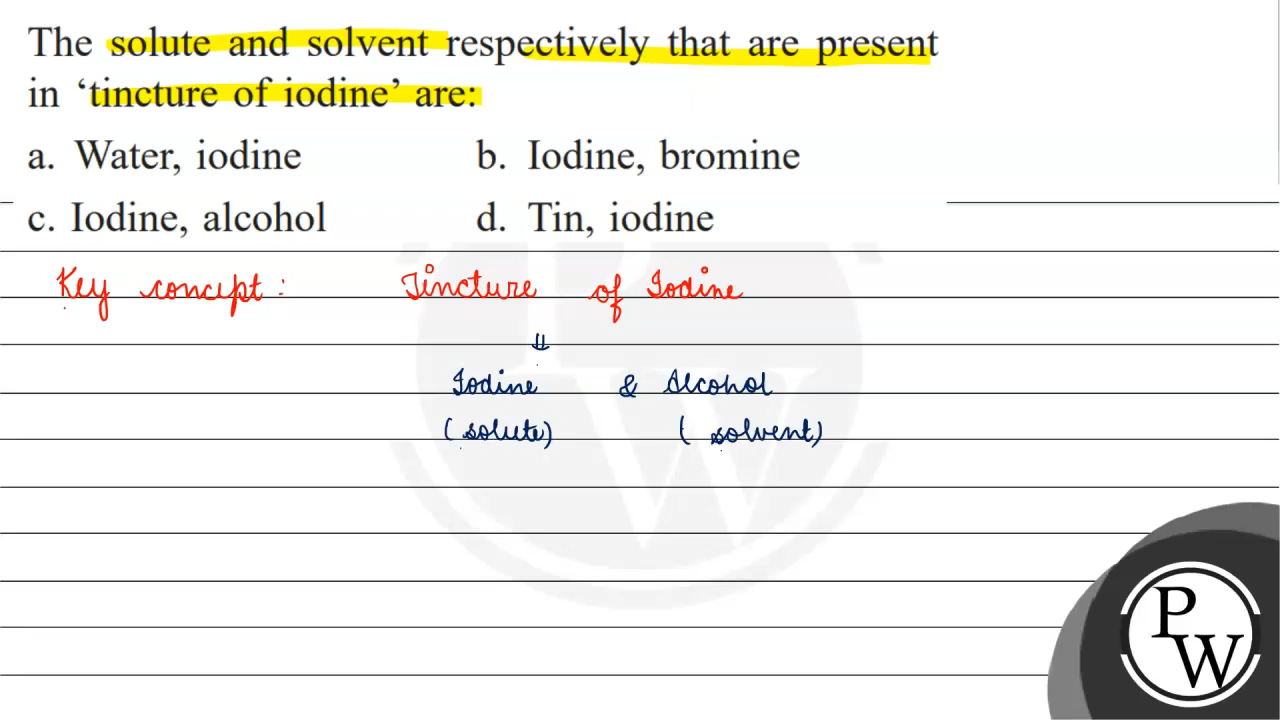 The solute and solvent respectively that are present
in ‘tincture of iodine’ are:
a. Water, iodine b. Iodine, bromine
c. Iodine, alcohol d. Tin, iodine
Key concept: Tincture of Iodine
⇓
Iodine & Alcohol
(solute) (solvent)
PW
PW